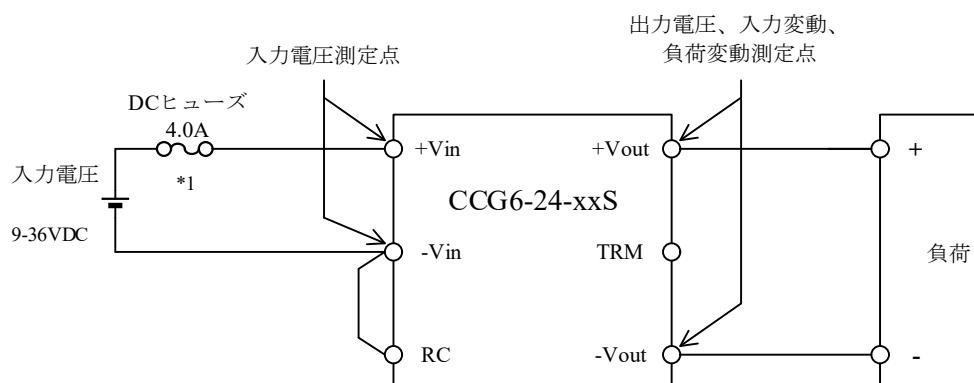 出力電圧、入力変動、
負荷変動測定点
入力電圧測定点
DCヒューズ
4.0A
*1
入力電圧
9-36VDC
+Vin
-Vin
RC
CCG6-24-xxS
+Vout
TRM
-Vout
+
負荷
-